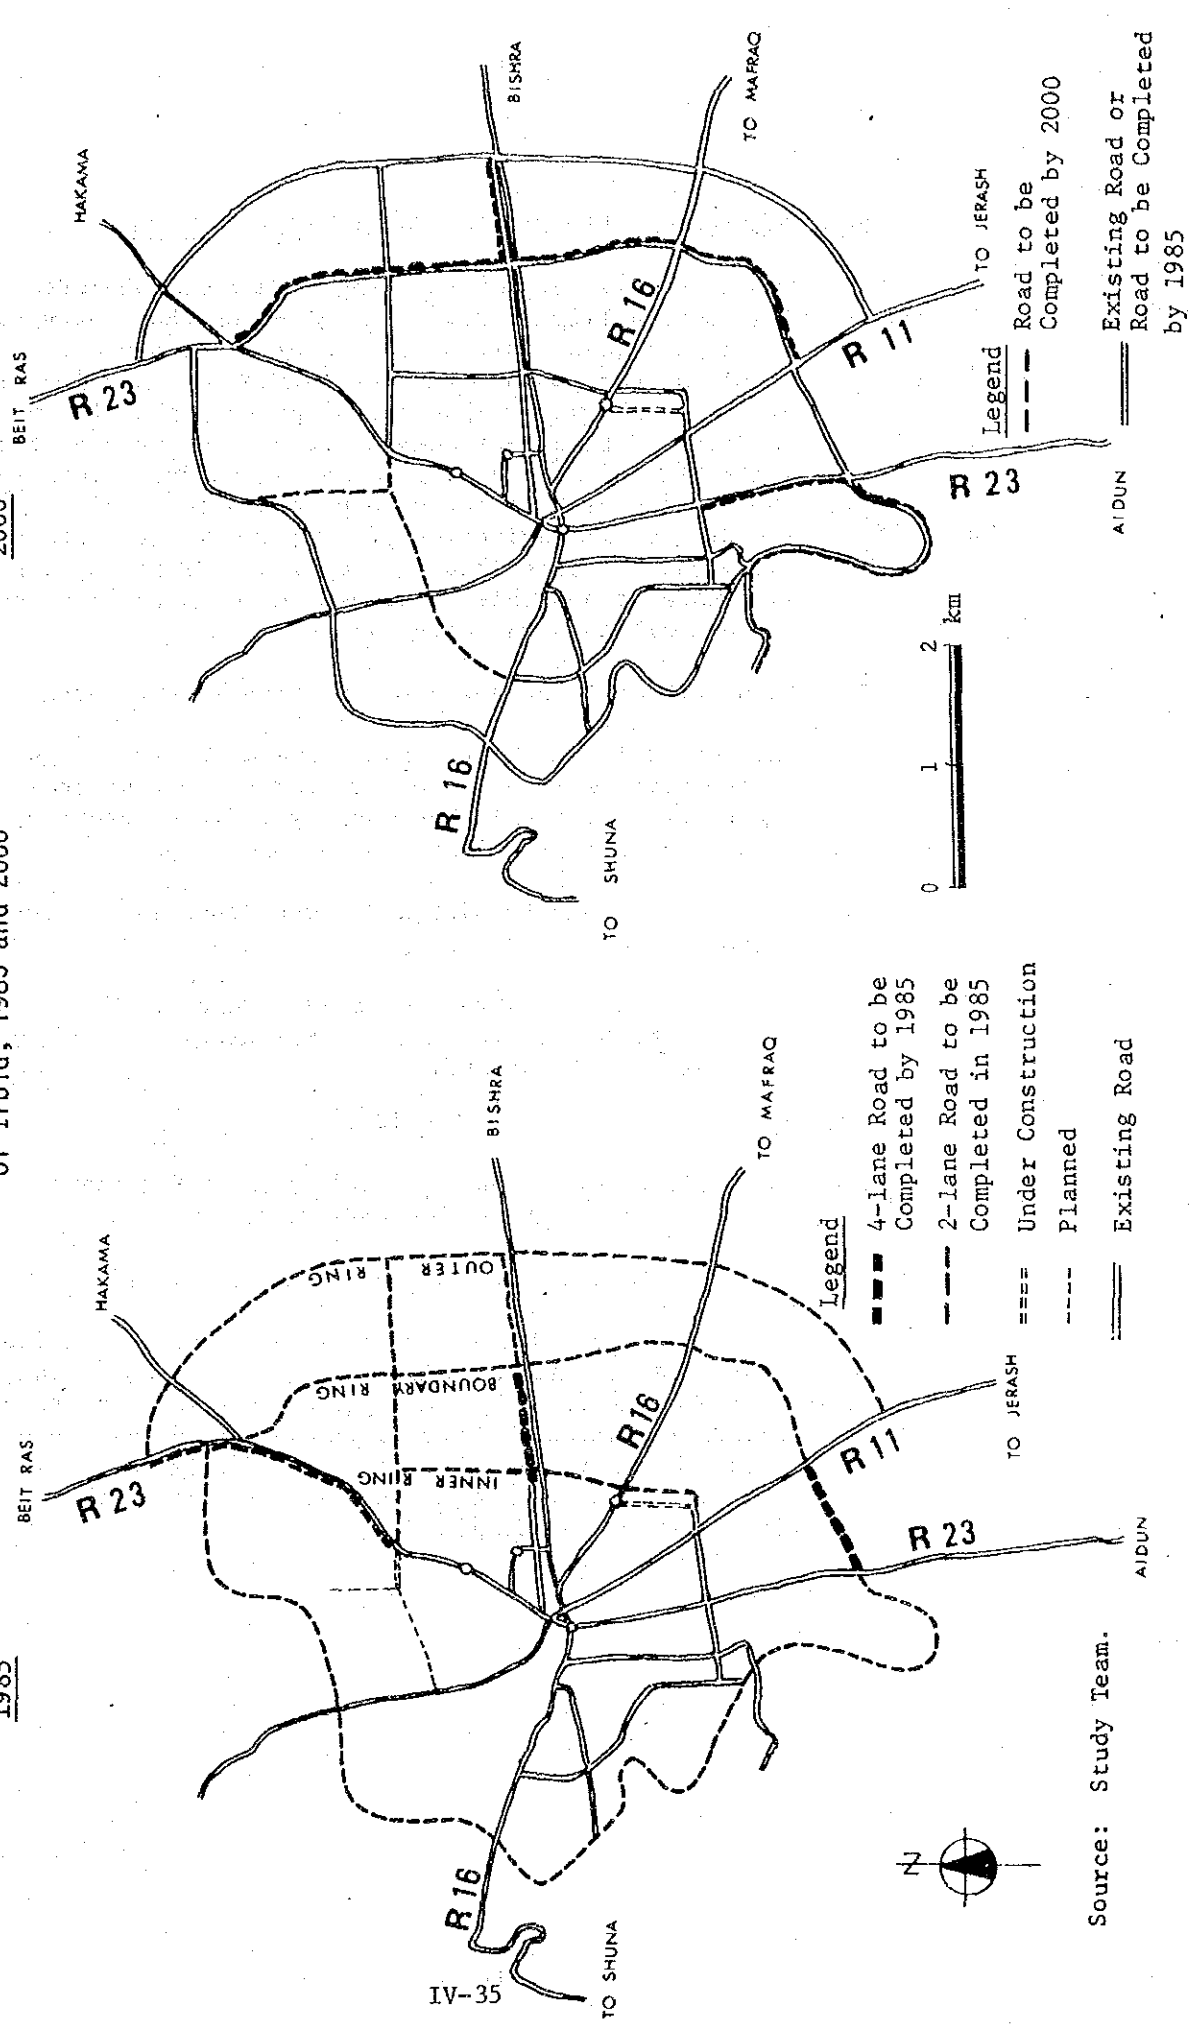 of Irbid, 1985 and 2000
1985
BEIT RAS
HAKAMA
R 23
BISHRA
OUTER RING
BOUNDARY RING
INNER RIING
TO MAFRAQ
R 16
R 16
TO SHUNA
R 11
TO JERASH
R 23
AIDUN
Legend
4-lane Road to be
Completed by 1985
2-lane Road to be
Completed in 1985
Under Construction
Planned
Existing Road
N
Source: Study Team.
IV-35
2000
BEIT RAS
HAKAMA
R 23
BISHRA
TO MAFRAQ
R 16
R 16
TO SHUNA
R 11
TO JERASH
R 23
AIDUN
0 1 2 km
Legend
Road to be
Completed by 2000
Existing Road or
Road to be Completed
by 1985